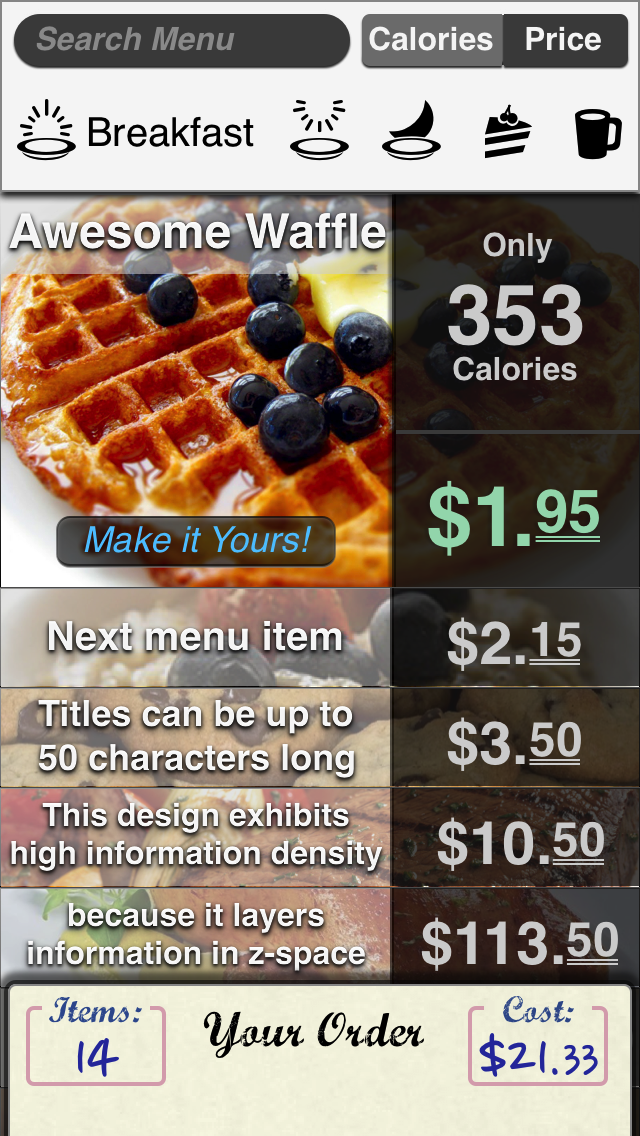 Search Menu
Calories Price
Breakfast
Awesome Waffle
Only
353
Calories
$1.95
Make it Yours!
Next menu item
$2.15
Titles can be up to
50 characters long
$3.50
This design exhibits
high information density
$10.50
because it layers
information in z-space
$113.50
Items:
14
Your Order
Cost:
$21.33